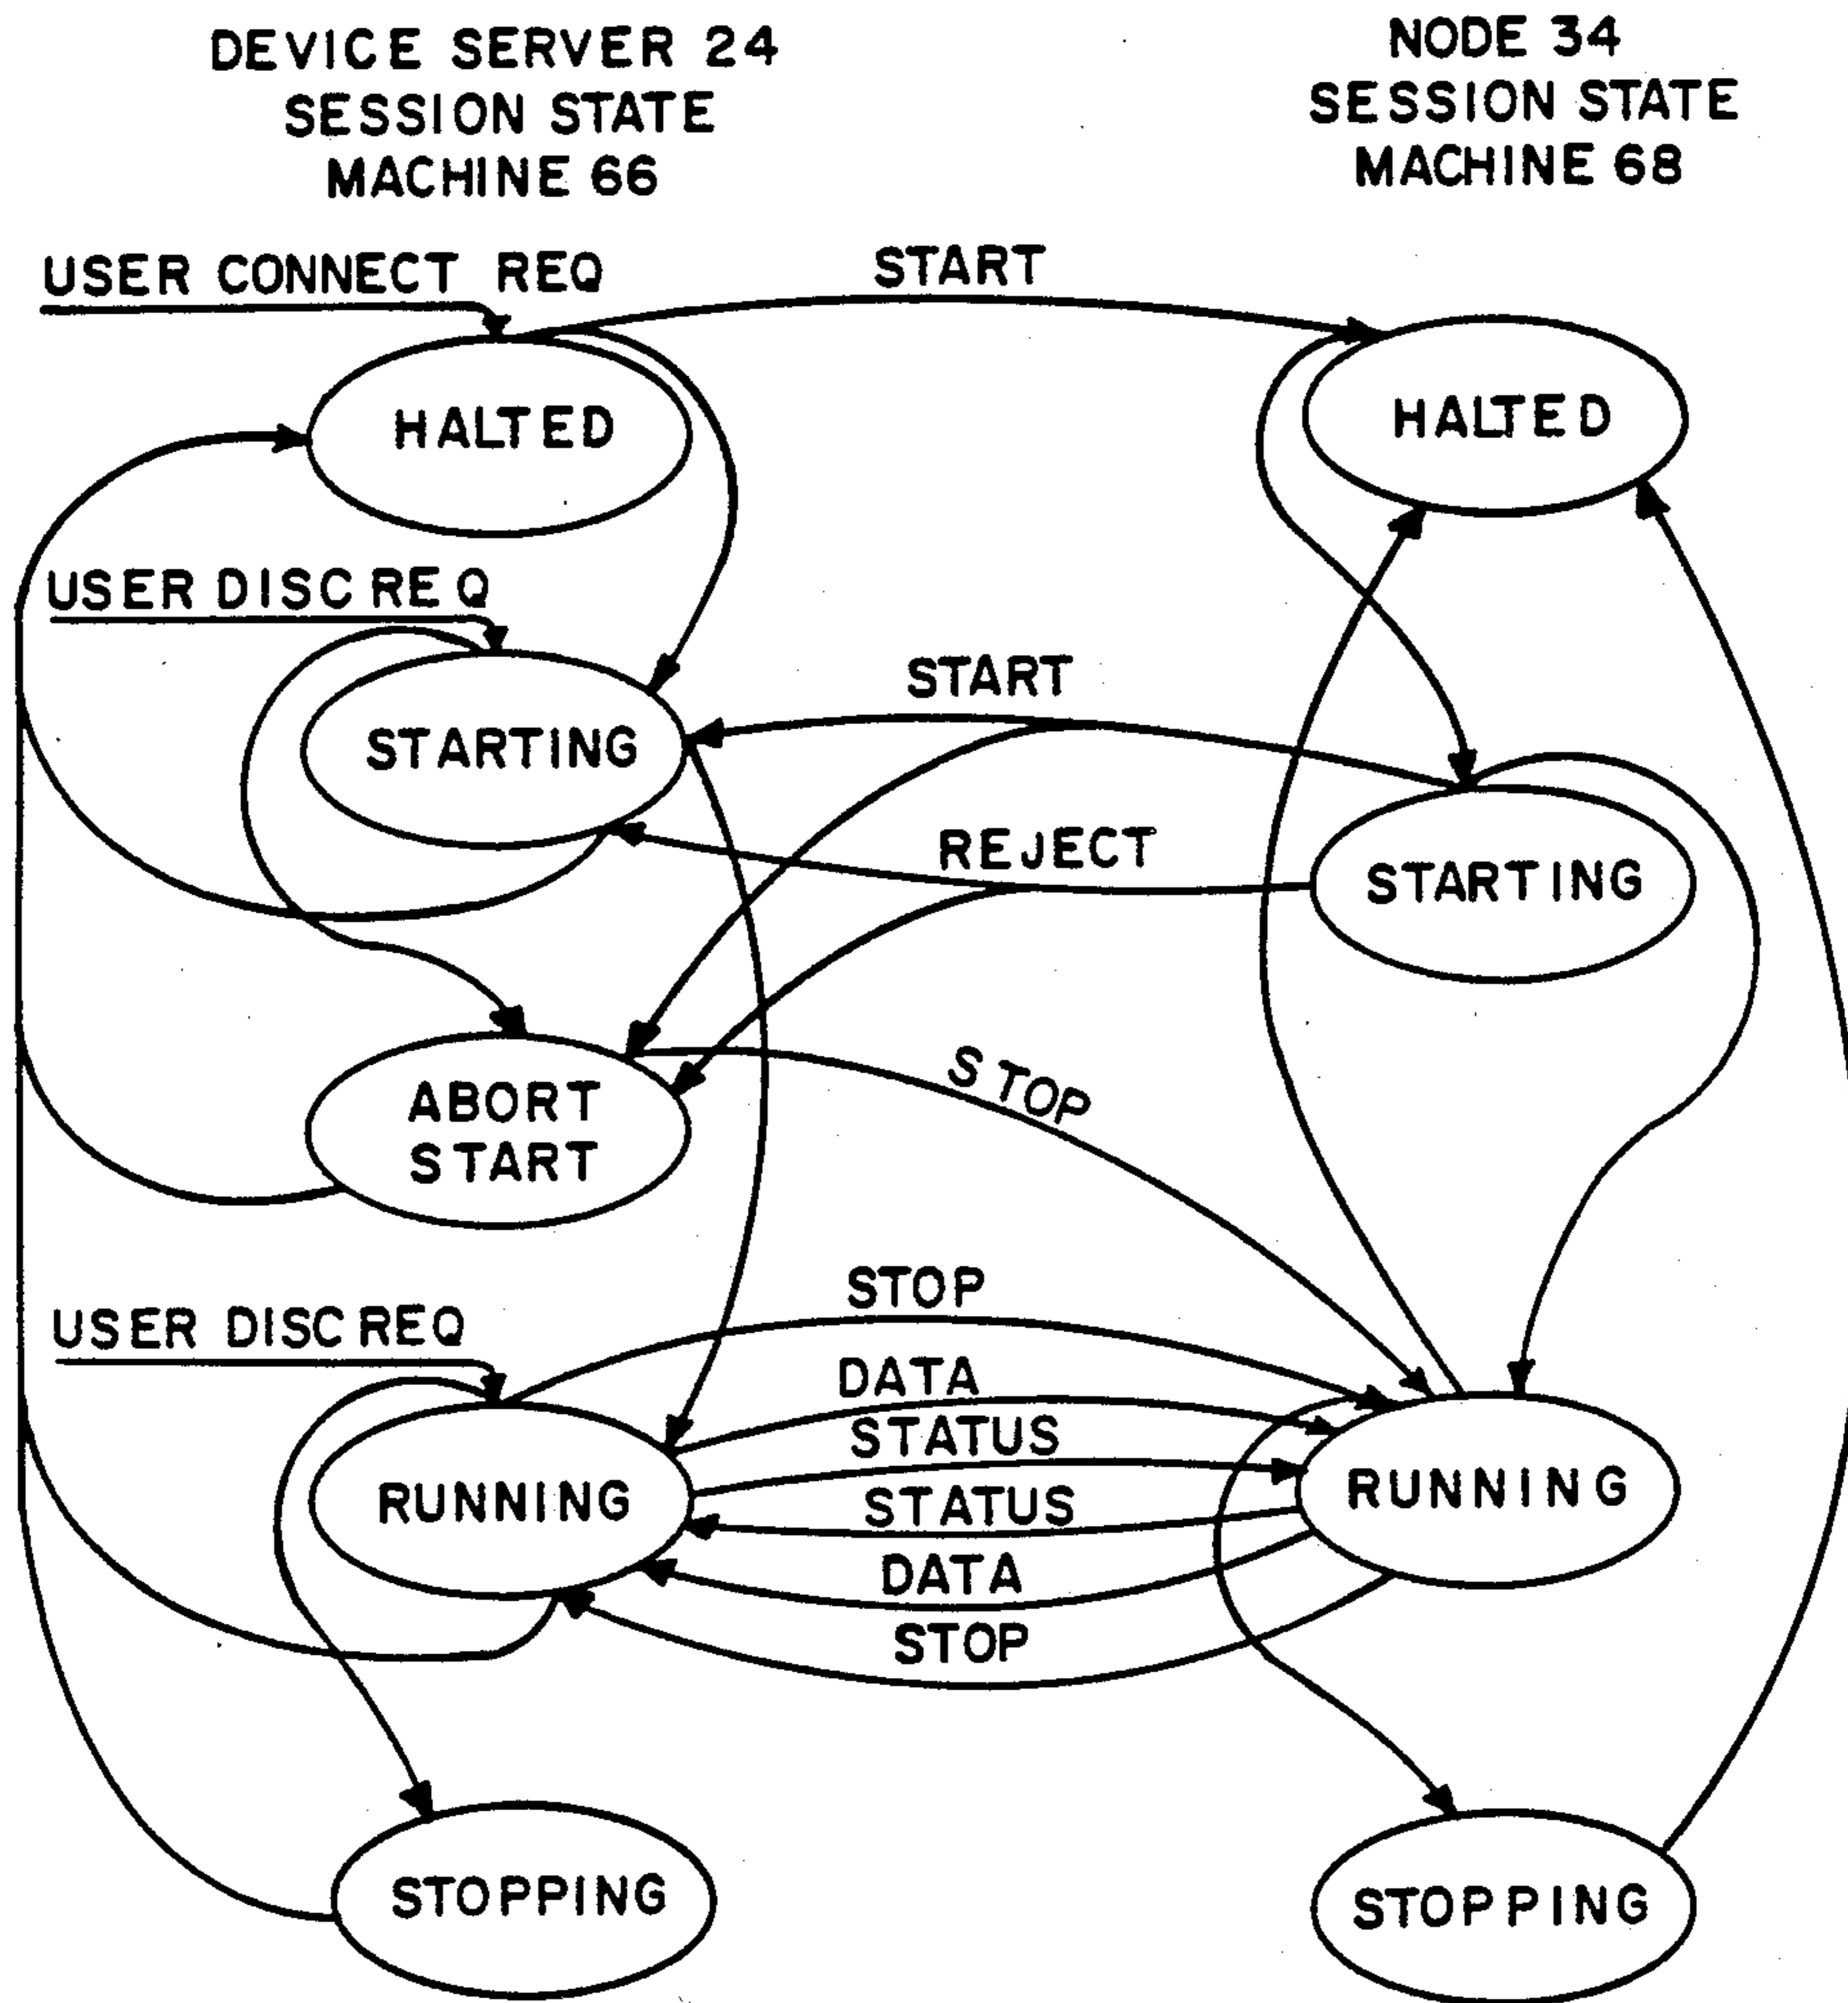 DEVICE SERVER 24
SESSION STATE
MACHINE 66
NODE 34
SESSION STATE
MACHINE 68
USER CONNECT REQ
START
HALTED
HALTED
USER DISC REQ
START
STARTING
REJECT
STARTING
STOP
ABORT
START
STOP
USER DISC REQ
DATA
STATUS
RUNNING
RUNNING
STATUS
DATA
STOP
STOPPING
STOPPING